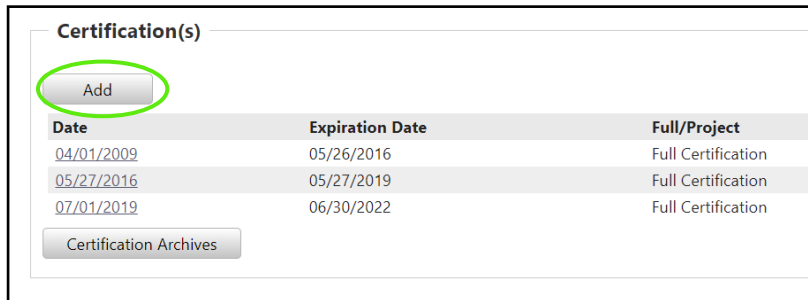 Certification(s)
Add
Date Expiration Date Full/Project
04/01/2009 05/26/2016 Full Certification
05/27/2016 05/27/2019 Full Certification
07/01/2019 06/30/2022 Full Certification
Certification Archives